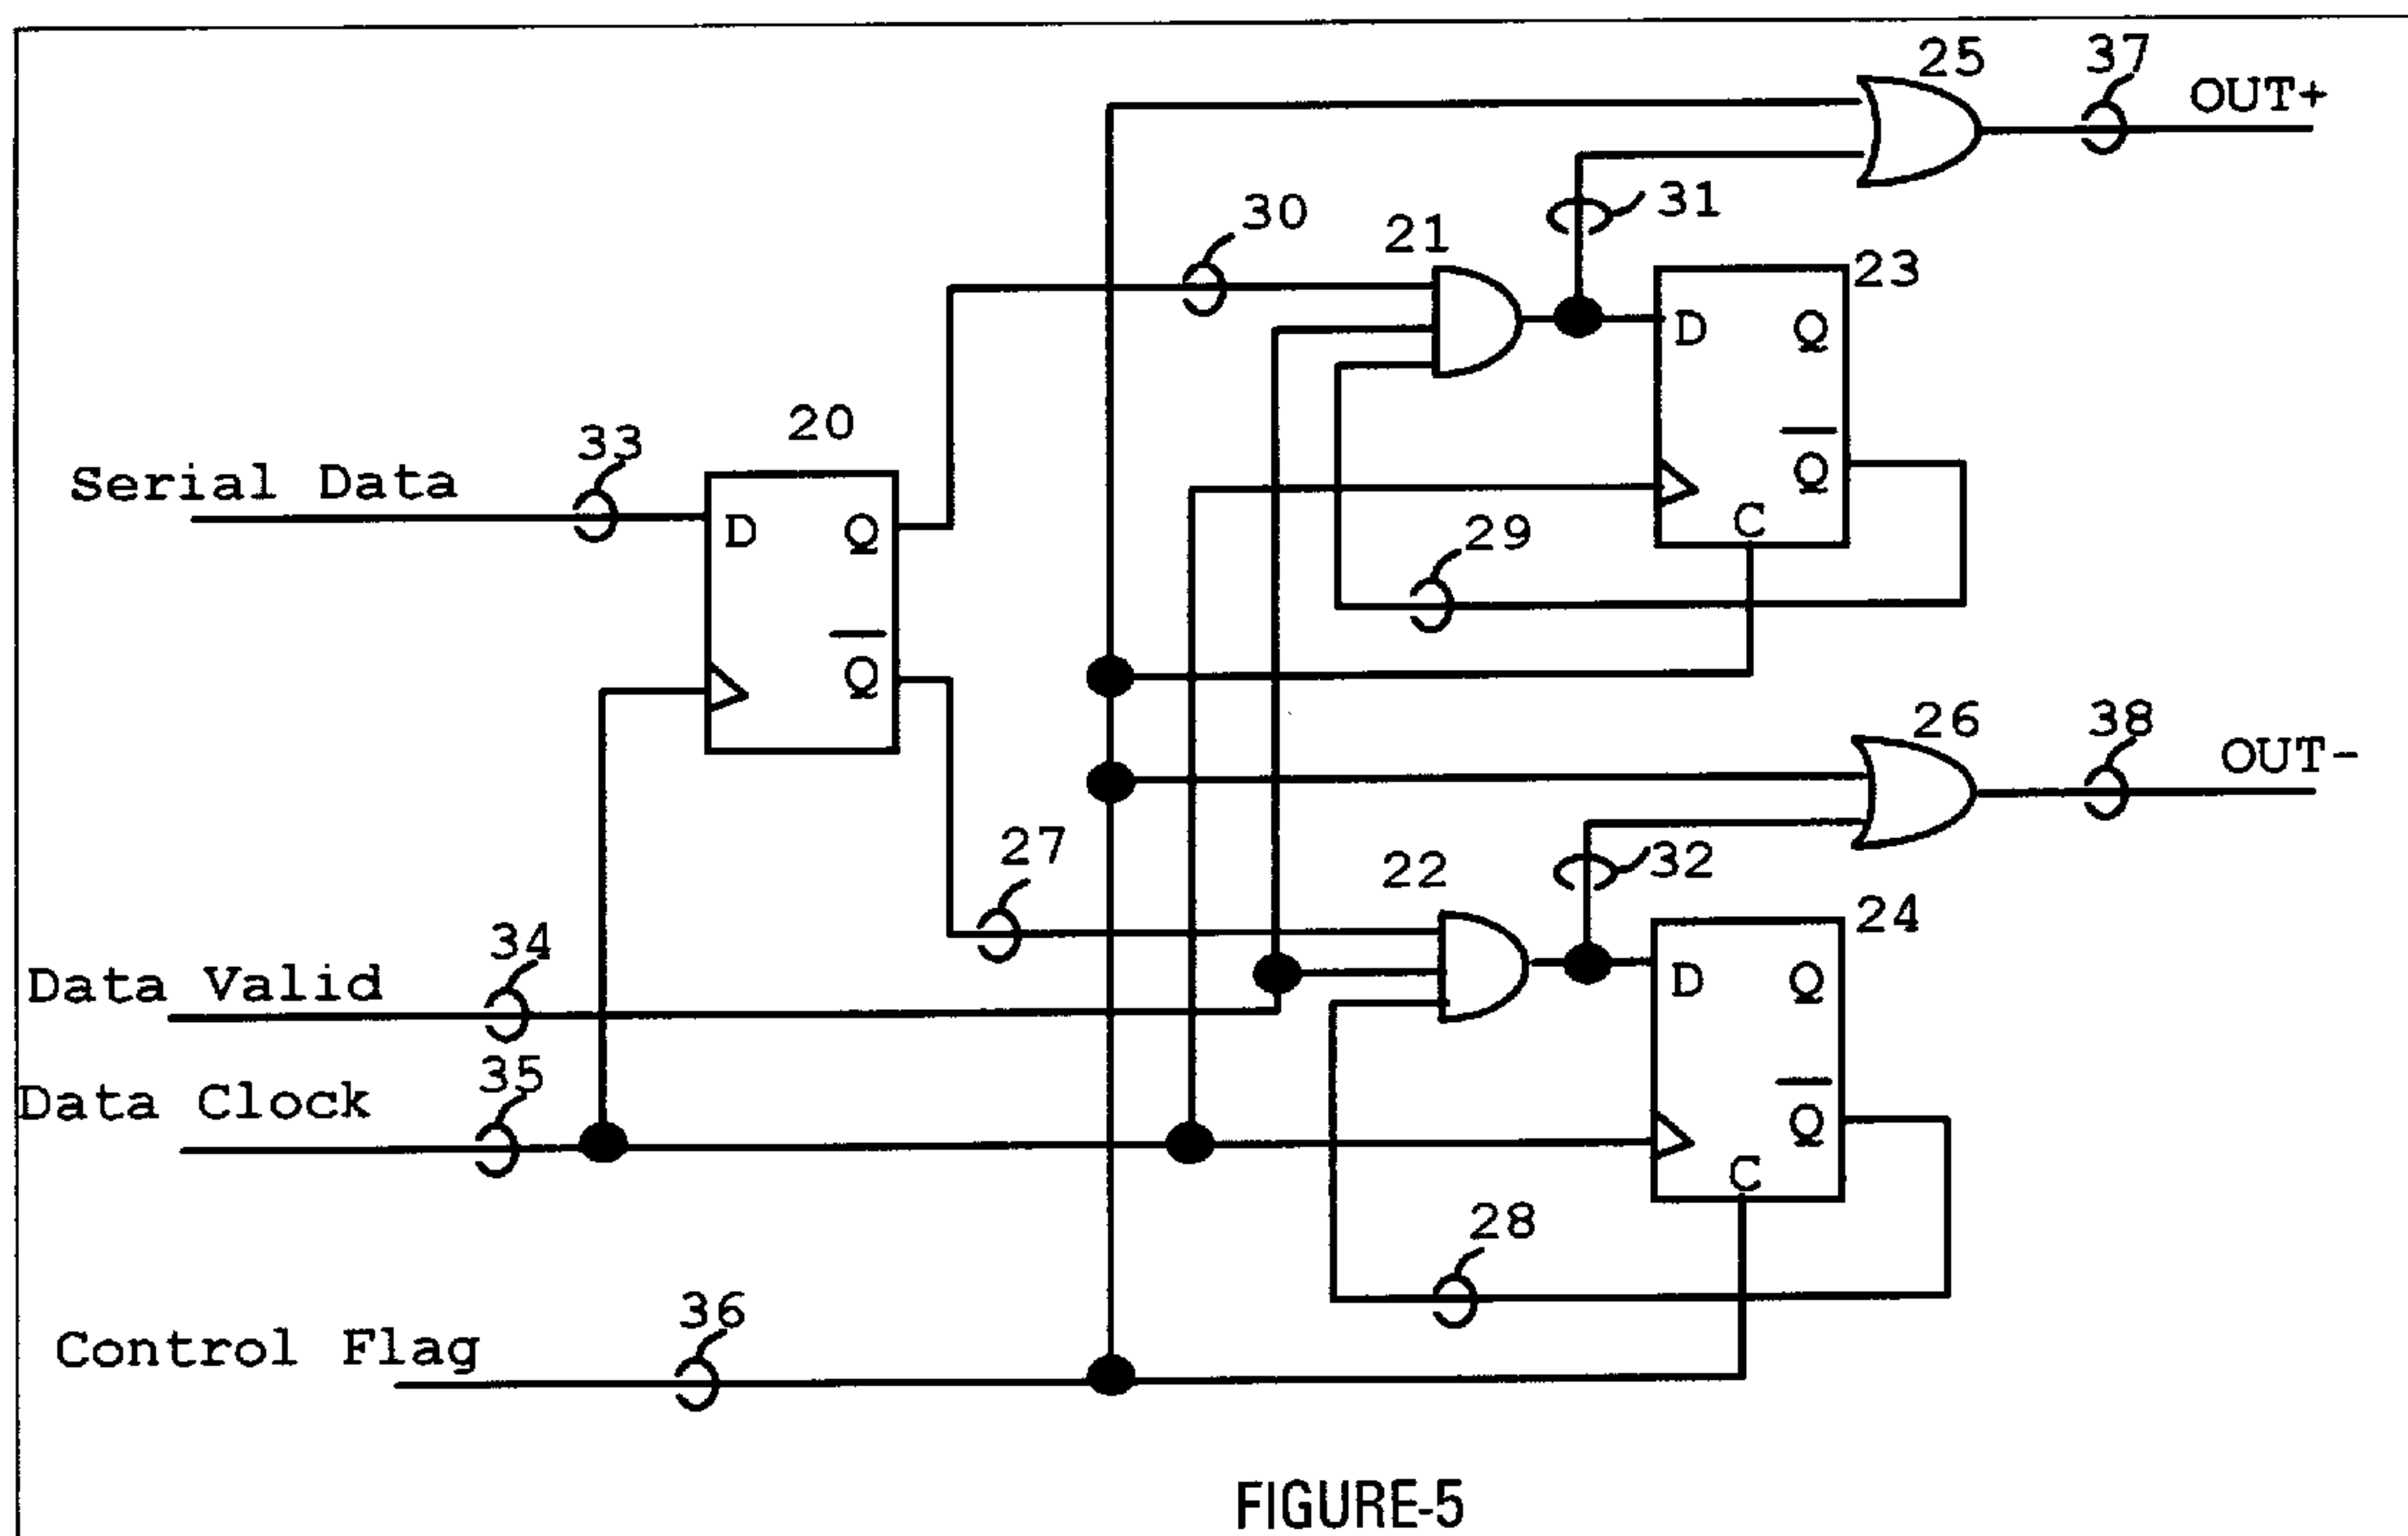 25
37
OUT+
30
21
31
23
D
Q
Q
C
33
20
Serial Data
D
Q
Q
29
26
38
OUT-
27
22
32
24
D
Q
Q
C
34
Data Valid
35
Data Clock
28
36
Control Flag
FIGURE-5